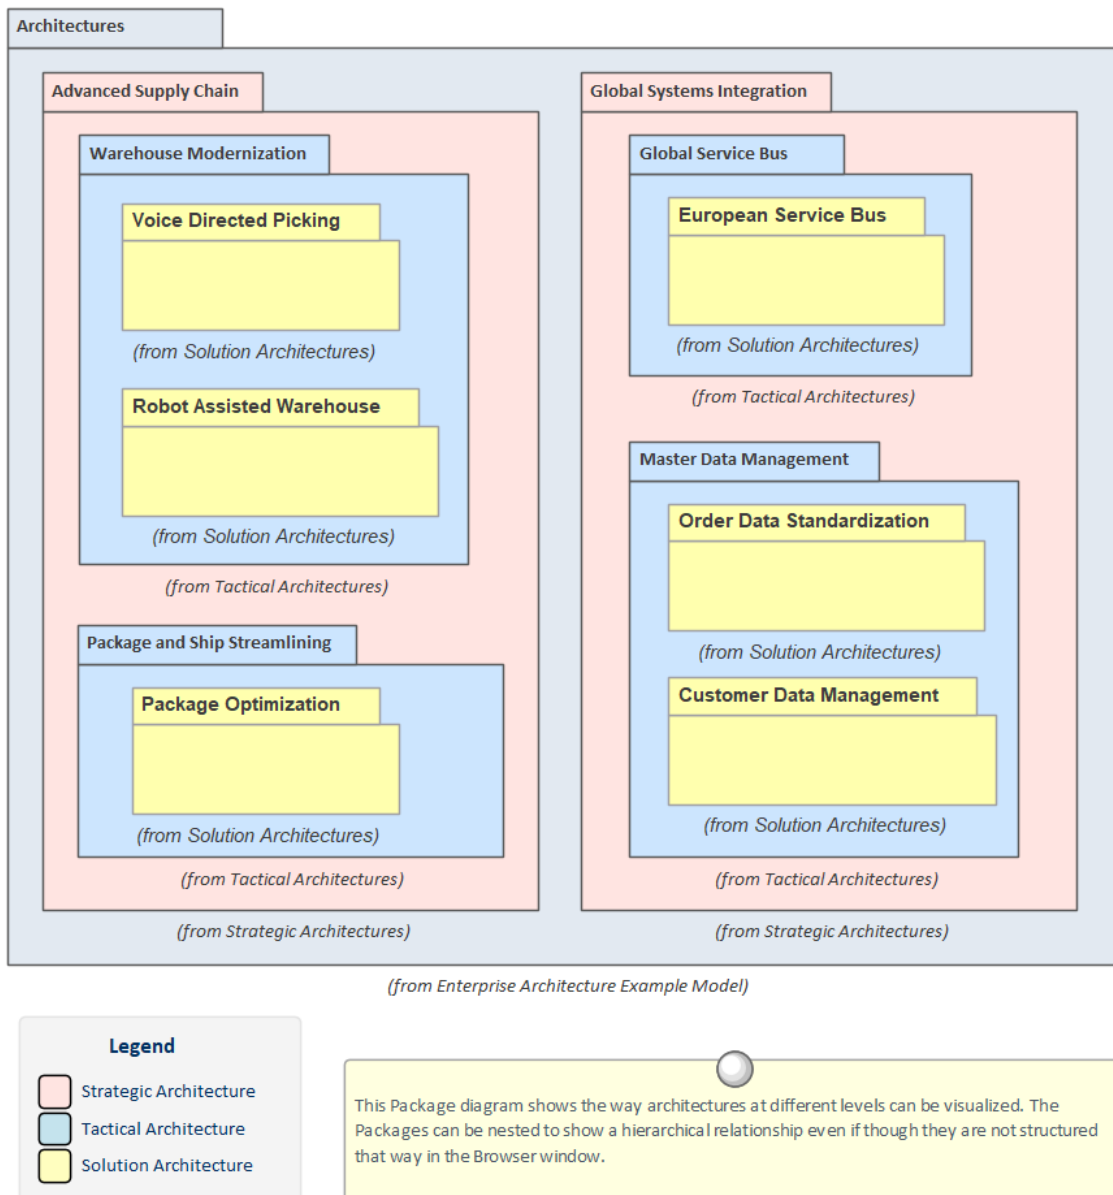 Architectures
Advanced Supply Chain
Warehouse Modernization
Voice Directed Picking
(from Solution Architectures)
Robot Assisted Warehouse
(from Solution Architectures)
(from Tactical Architectures)
Package and Ship Streamlining
Package Optimization
(from Solution Architectures)
(from Tactical Architectures)
(from Strategic Architectures)
Global Systems Integration
Global Service Bus
European Service Bus
(from Solution Architectures)
(from Tactical Architectures)
Master Data Management
Order Data Standardization
(from Solution Architectures)
Customer Data Management
(from Solution Architectures)
(from Tactical Architectures)
(from Strategic Architectures)
(from Enterprise Architecture Example Model)
Legend
Strategic Architecture
Tactical Architecture
Solution Architecture
This Package diagram shows the way architectures at different levels can be visualized. The
Packages can be nested to show a hierarchical relationship even if though they are not structured
that way in the Browser window.